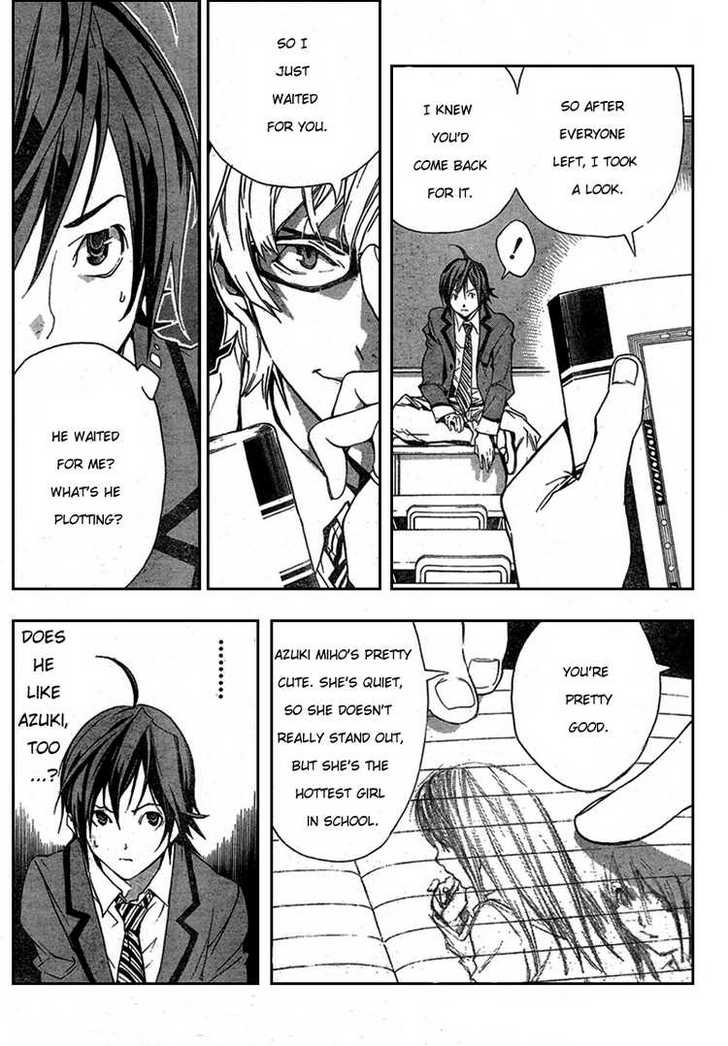 SO AFTER
EVERYONE
LEFT, I TOOK
A LOOK.
I KNEW
YOU'D
COME BACK
FOR IT.
!
SO I
JUST
WAITED
FOR YOU.
HE WAITED
FOR ME?
WHAT'S HE
PLOTTING?
YOU'RE
PRETTY
GOOD.
AZUKI MIHO'S PRETTY
CUTE. SHE'S QUIET,
SO SHE DOESN'T
REALLY STAND OUT,
BUT SHE'S THE
HOTTEST GIRL
IN SCHOOL.
........
DOES
HE
LIKE
AZUKI,
TOO
...?